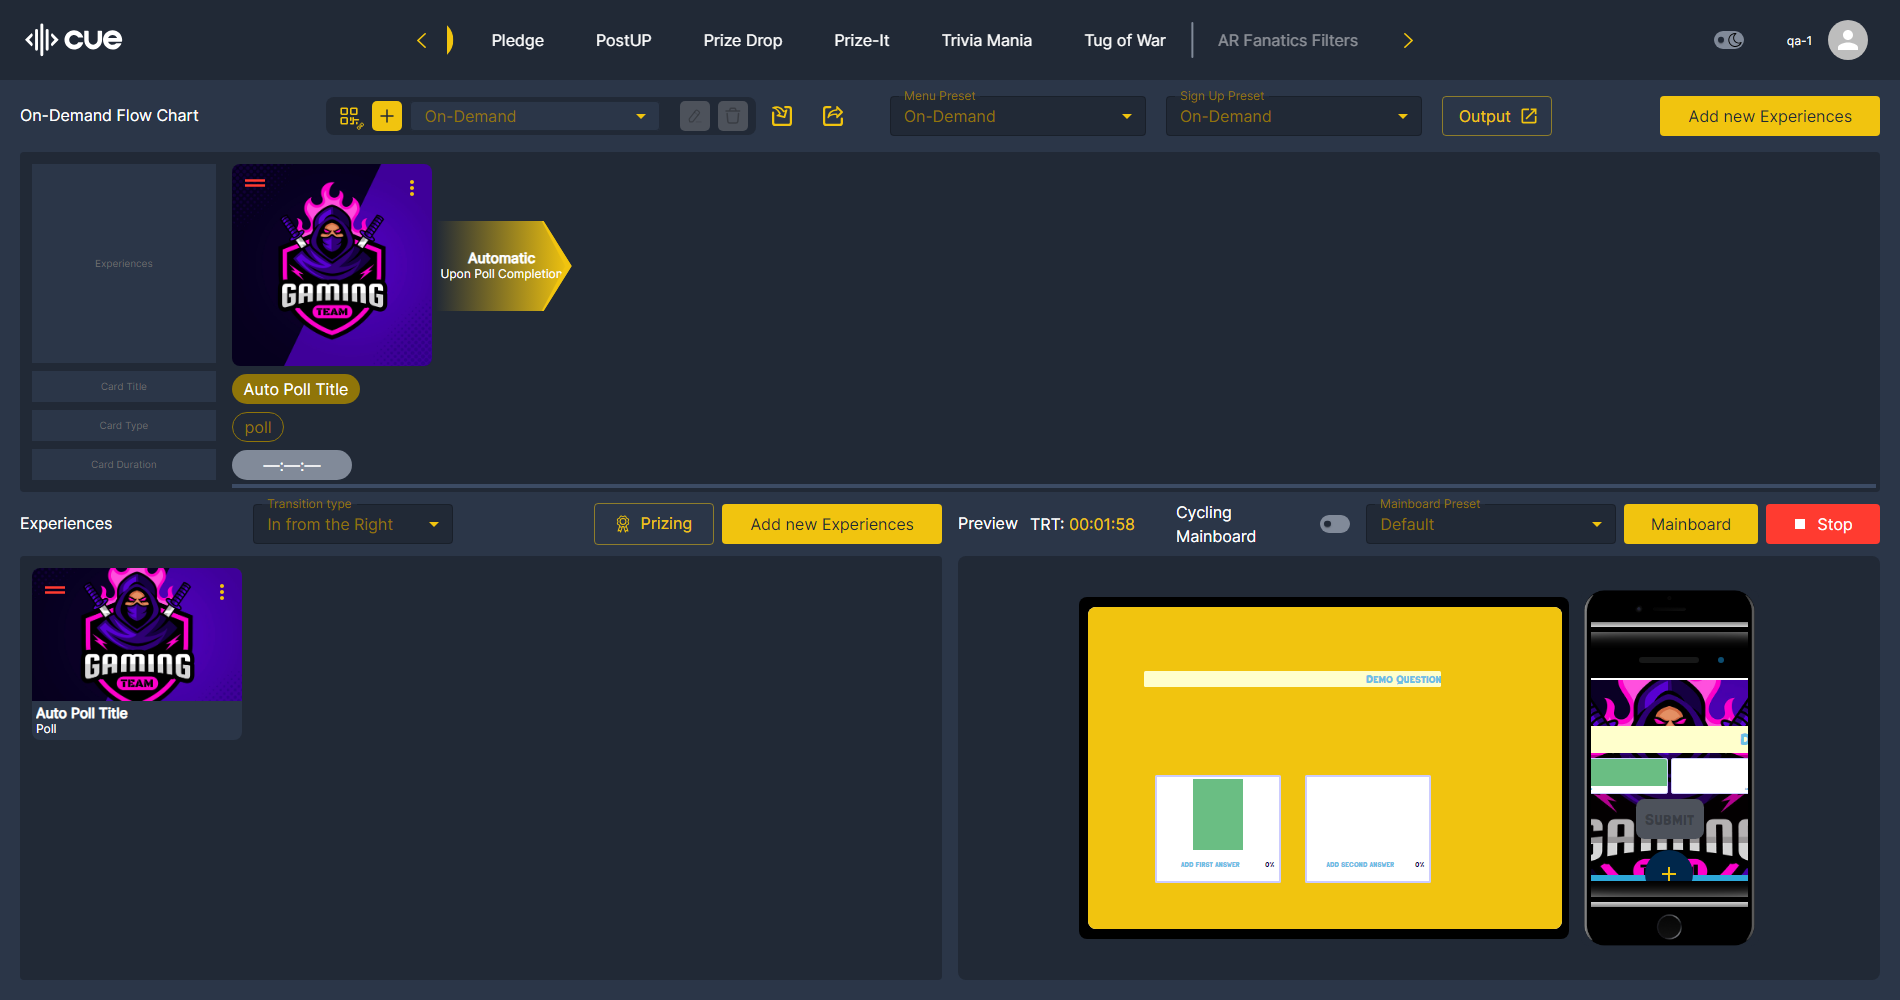 cue
Pledge
PostUP
Prize Drop
Prize-It
Trivia Mania
Tug of War
AR Fanatics Filters
qa-1
On-Demand Flow Chart
On-Demand
Menu Preset
On-Demand
Sign Up Preset
On-Demand
Output
Add new Experiences
Experiences
GAMING
TEAM
Automatic
Upon Poll Completion
Card Title
Auto Poll Title
Card Type
poll
Card Duration
—:—:—
Experiences
Transition type
In from the Right
Prizing
Add new Experiences
Preview
TRT: 00:01:58
Cycling
Mainboard
Mainboard Preset
Default
Mainboard
Stop
GAMING
TEAM
Auto Poll Title
Poll
Demo Question
ADD FIRST ANSWER
0%
ADD SECOND ANSWER
0%
D
SUBMIT
GAMING